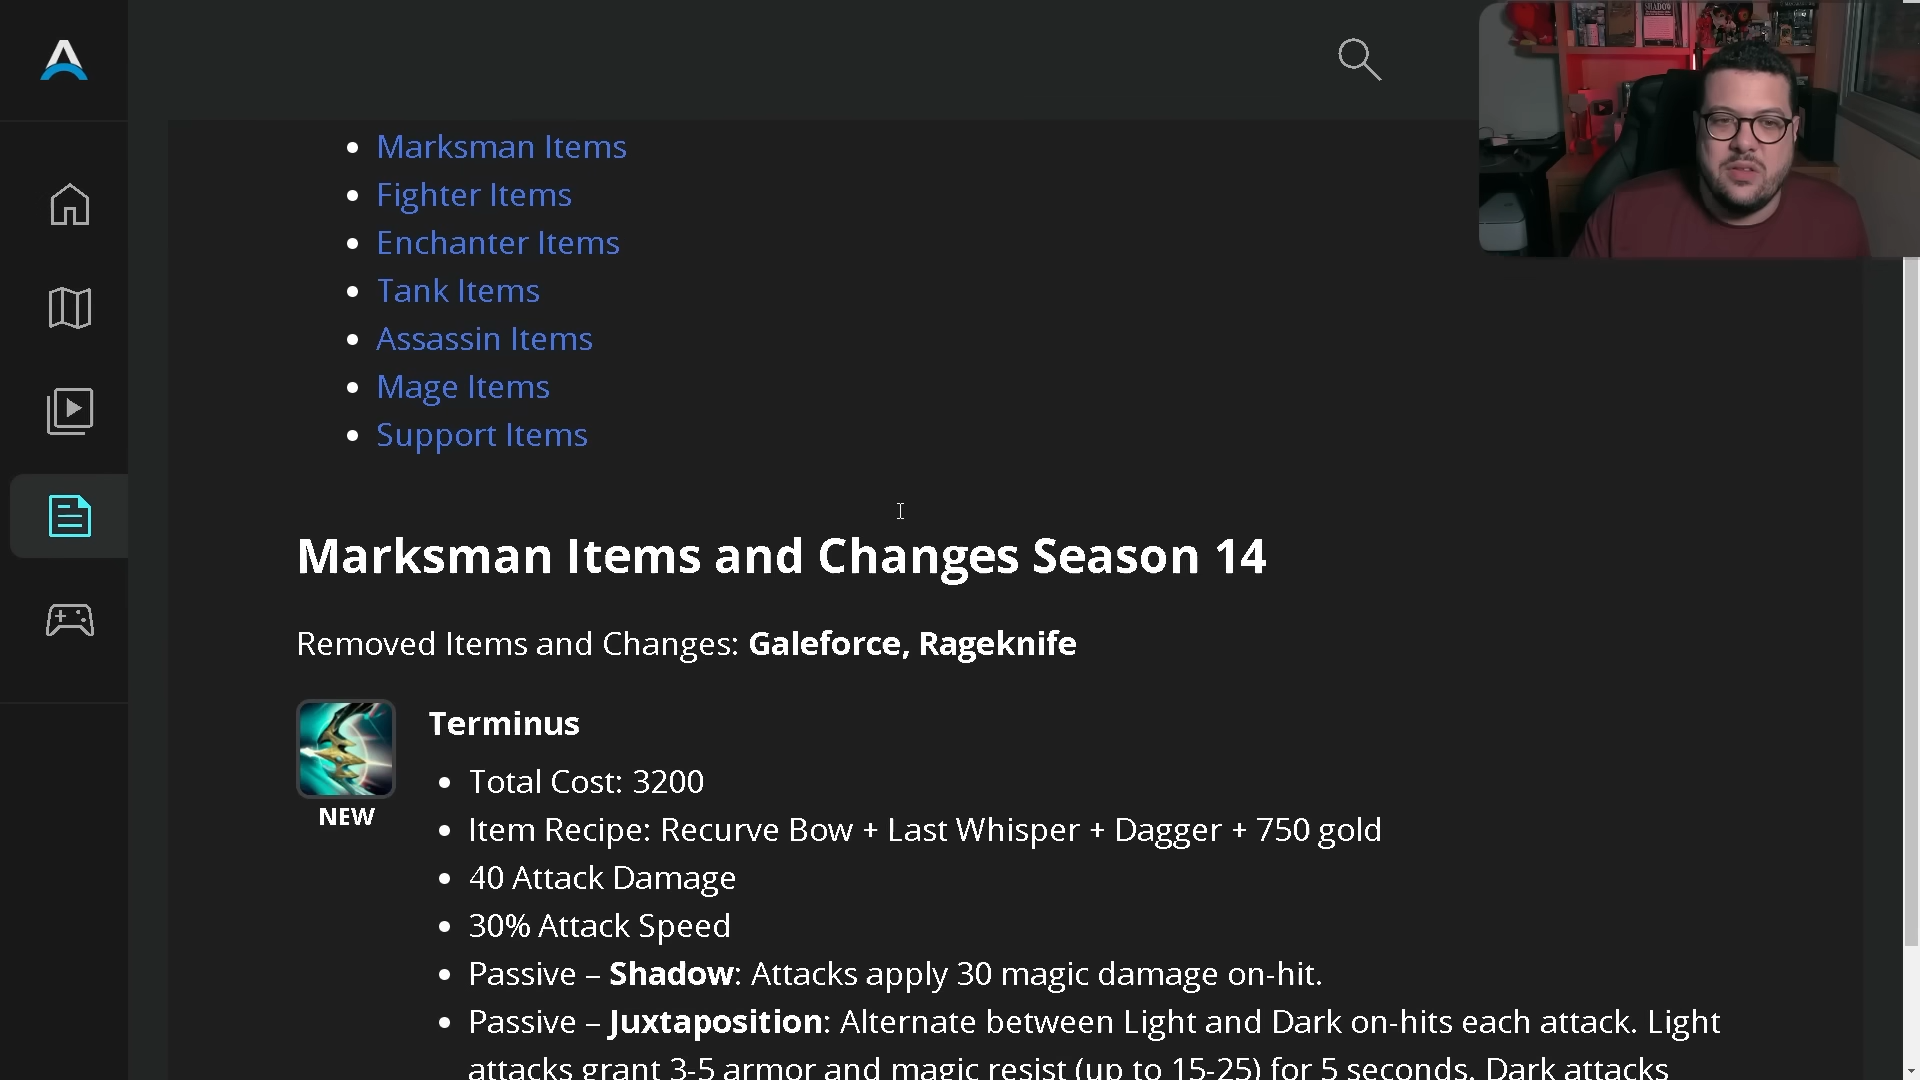 Marksman Items
Fighter Items
Enchanter Items
Tank Items
Assassin Items
Mage Items
Support Items
Marksman Items and Changes Season 14
Removed Items and Changes: Galeforce, Rageknife
NEW
Terminus
Total Cost: 3200
Item Recipe: Recurve Bow + Last Whisper + Dagger + 750 gold
40 Attack Damage
30% Attack Speed
Passive – Shadow: Attacks apply 30 magic damage on-hit.
Passive – Juxtaposition: Alternate between Light and Dark on-hits each attack. Light
attacks grant 3-5 armor and magic resist (up to 15-25) for 5 seconds. Dark attacks